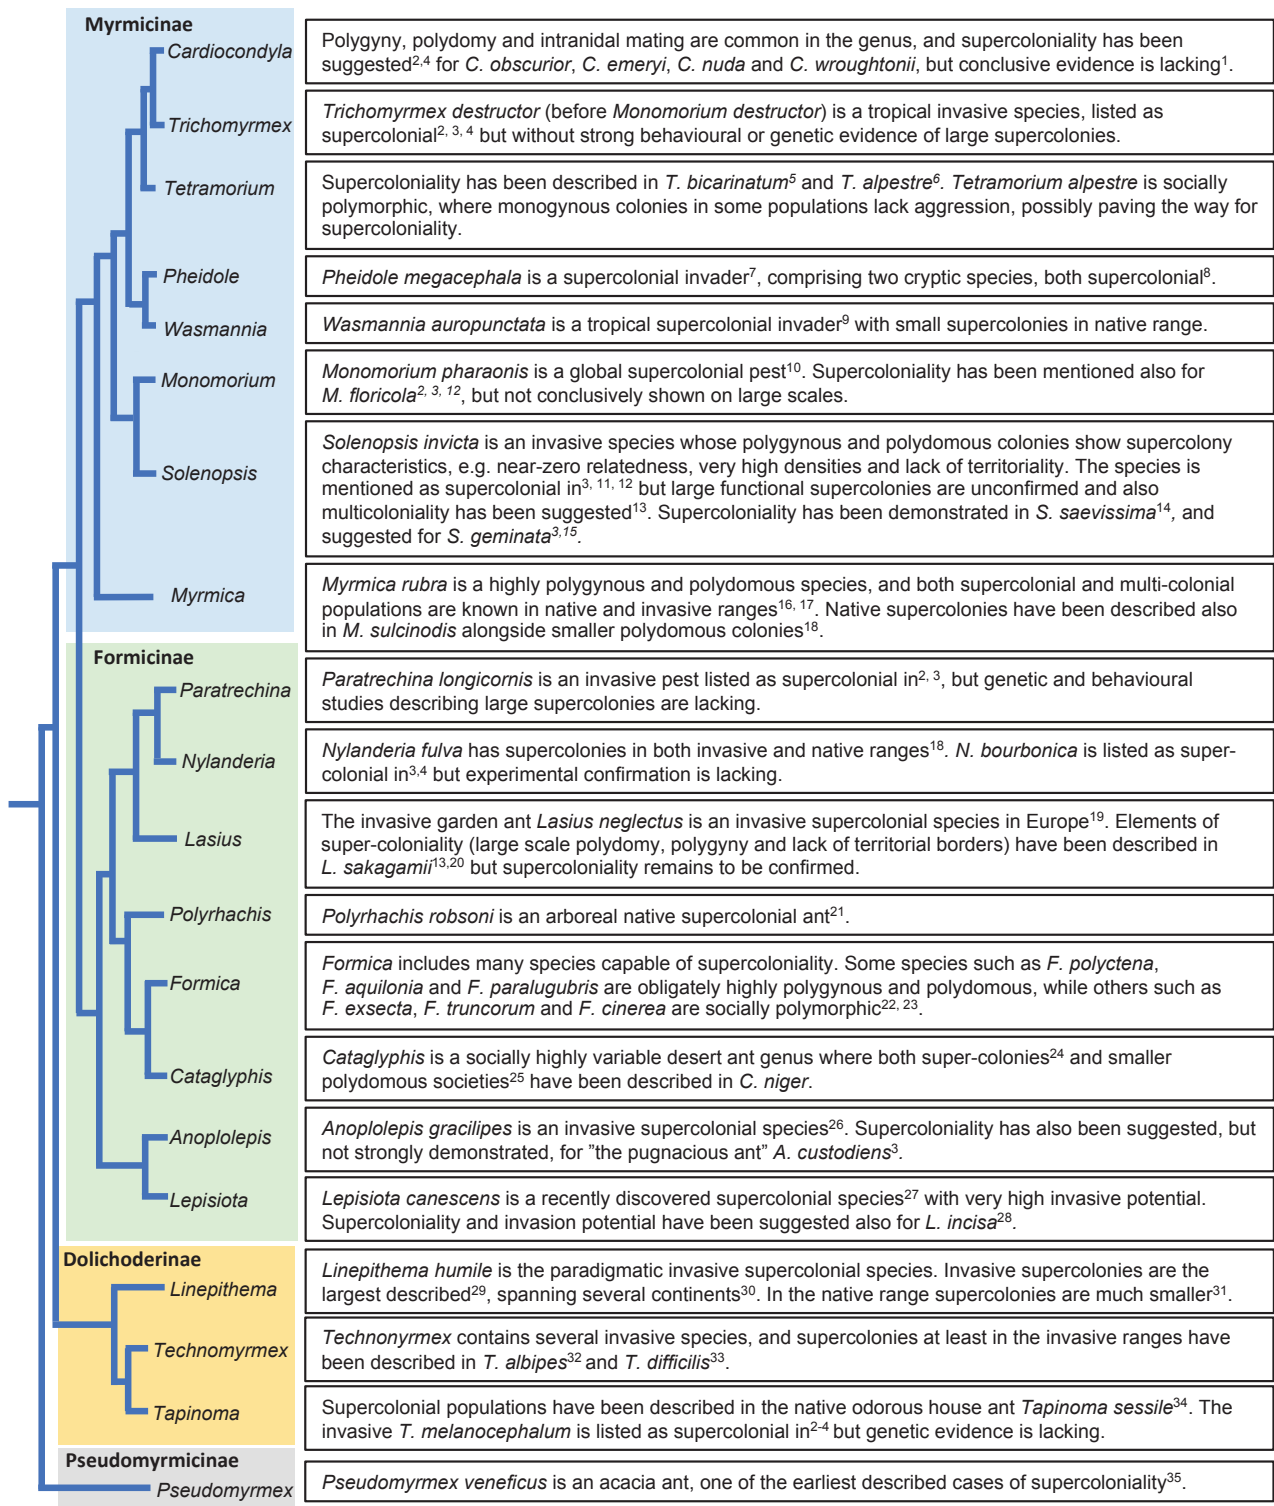 Myrmicinae
Cardiocondyla
Polygyny, polydomy and intranidal mating are common in the genus, and supercoloniality has been
suggested2,4 for C. obscurior, C. emeryi, C. nuda and C. wroughtonii, but conclusive evidence is lacking1.
Trichomyrmex
Trichomyrmex destructor (before Monomorium destructor) is a tropical invasive species, listed as
supercolonial2, 3, 4 but without strong behavioural or genetic evidence of large supercolonies.
Tetramorium
Supercoloniality has been described in T. bicarinatum5 and T. alpestre6. Tetramorium alpestre is socially
polymorphic, where monogynous colonies in some populations lack aggression, possibly paving the way for
supercoloniality.
Pheidole
Pheidole megacephala is a supercolonial invader7, comprising two cryptic species, both supercolonial8.
Wasmannia
Wasmannia auropunctata is a tropical supercolonial invader9 with small supercolonies in native range.
Monomorium
Monomorium pharaonis is a global supercolonial pest10. Supercoloniality has been mentioned also for
M. floricola2, 3, 12, but not conclusively shown on large scales.
Solenopsis
Solenopsis invicta is an invasive species whose polygynous and polydomous colonies show supercolony
characteristics, e.g. near-zero relatedness, very high densities and lack of territoriality. The species is
mentioned as supercolonial in3, 11, 12 but large functional supercolonies are unconfirmed and also
multicoloniality has been suggested13. Supercoloniality has been demonstrated in S. saevissima14, and
suggested for S. geminata3,15.
Myrmica
Myrmica rubra is a highly polygynous and polydomous species, and both supercolonial and multi-colonial
populations are known in native and invasive ranges16, 17. Native supercolonies have been described also
in M. sulcinodis alongside smaller polydomous colonies18.
Formicinae
Paratrechina
Paratrechina longicornis is an invasive pest listed as supercolonial in2, 3, but genetic and behavioural
studies describing large supercolonies are lacking.
Nylanderia
Nylanderia fulva has supercolonies in both invasive and native ranges18. N. bourbonica is listed as super-
colonial in3,4 but experimental confirmation is lacking.
Lasius
The invasive garden ant Lasius neglectus is an invasive supercolonial species in Europe19. Elements of
super-coloniality (large scale polydomy, polygyny and lack of territorial borders) have been described in
L. sakagamii13,20 but supercoloniality remains to be confirmed.
Polyrhachis
Polyrhachis robsoni is an arboreal native supercolonial ant21.
Formica
Formica includes many species capable of supercoloniality. Some species such as F. polyctena,
F. aquilonia and F. paralugubris are obligately highly polygynous and polydomous, while others such as
F. exsecta, F. truncorum and F. cinerea are socially polymorphic22, 23.
Cataglyphis
Cataglyphis is a socially highly variable desert ant genus where both super-colonies24 and smaller
polydomous societies25 have been described in C. niger.
Anoplolepis
Anoplolepis gracilipes is an invasive supercolonial species26. Supercoloniality has also been suggested, but
not strongly demonstrated, for ”the pugnacious ant” A. custodiens3.
Lepisiota
Lepisiota canescens is a recently discovered supercolonial species27 with very high invasive potential.
Supercoloniality and invasion potential have been suggested also for L. incisa28.
Dolichoderinae
Linepithema
Linepithema humile is the paradigmatic invasive supercolonial species. Invasive supercolonies are the
largest described29, spanning several continents30. In the native range supercolonies are much smaller31.
Technomyrmex
Technonyrmex contains several invasive species, and supercolonies at least in the invasive ranges have
been described in T. albipes32 and T. difficilis33.
Tapinoma
Supercolonial populations have been described in the native odorous house ant Tapinoma sessile34. The
invasive T. melanocephalum is listed as supercolonial in2-4 but genetic evidence is lacking.
Pseudomyrmicinae
Pseudomyrmex
Pseudomyrmex veneficus is an acacia ant, one of the earliest described cases of supercoloniality35.